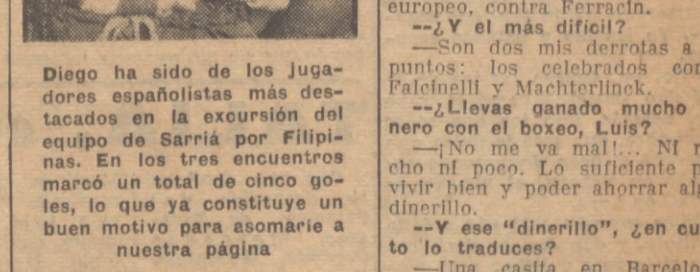 Diego ha sido de los juga-
dores españolistas más des-
tacados en la excursión del
equipo de Sarriá por Filipi-
nas. En los tres encuentros
marcó un total de cinco go-
les, lo que ya constituye un
buen motivo para asomarle a
nuestra página
europeo, contra Ferracín.
--¿Y el más difícil?
—Son dos mis derrotas a
puntos: los celebrados con
Falcinelli y Machterlinck.
--¿Llevas ganado mucho
nero con el boxeo, Luis?
—¡No me va mal!... Ni
cho ni poco. Lo suficiente
vivir bien y poder ahorrar
dinerillo.
--Y ese "dinerillo", ¿en
to lo traduces?
—Una casita en